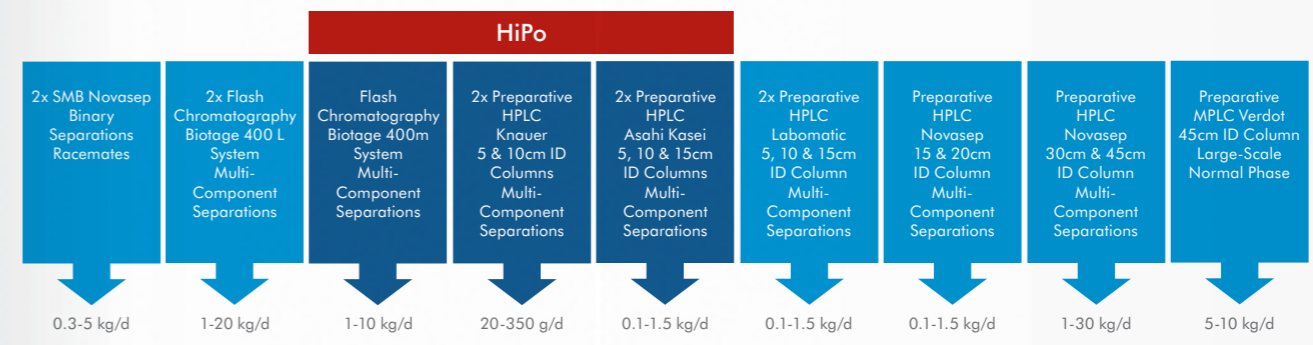 HiPo
2x SMB Novasep
Binary
Separations
Racemates
2x Flash
Chromatography
Biotage 400 L
System
Multi-
Component
Separations
Flash
Chromatography
Biotage 400m
System
Multi-
Component
Separations
2x Preparative
HPLC
Knauer
5 & 10cm ID
Columns
Multi-
Component
Separations
2x Preparative
HPLC
Asahi Kasei
5, 10 & 15cm
ID Columns
Multi-
Component
Separations
2x Preparative
HPLC
Labomatic
5, 10 & 15cm
ID Column
Multi-
Component
Separations
Preparative
HPLC
Novasep
15 & 20cm
ID Column
Multi-
Component
Separations
Preparative
HPLC
Novasep
30cm & 45cm
ID Column
Multi-
Component
Separations
Preparative
MPLC Verdot
45cm ID Column
Large-Scale
Normal Phase
0.3-5 kg/d
1-20 kg/d
1-10 kg/d
20-350 g/d
0.1-1.5 kg/d
0.1-1.5 kg/d
0.1-1.5 kg/d
1-30 kg/d
5-10 kg/d